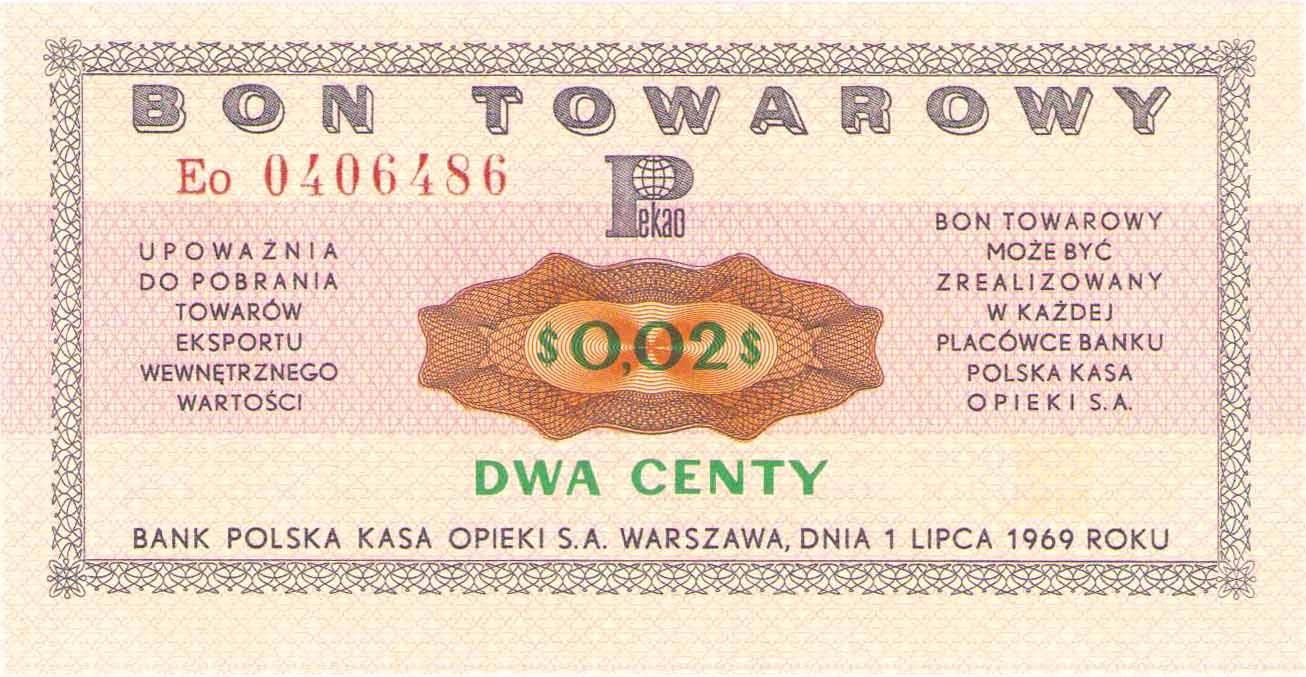 BON TOWAROWY
Eo 0406486
Pekao
UPOWAŻNIA
DO POBRANIA
TOWARÓW
EKSPORTU
WEWNĘTRZNEGO
WARTOŚCI
$0,02$
BON TOWAROWY
MOŻE BYĆ
ZREALIZOWANY
W KAŻDEJ
PLACÓWCE BANKU
POLSKA KASA
OPIEKI S.A.
DWA CENTY
BANK POLSKA KASA OPIEKI S.A. WARSZAWA, DNIA 1 LIPCA 1969 ROKU